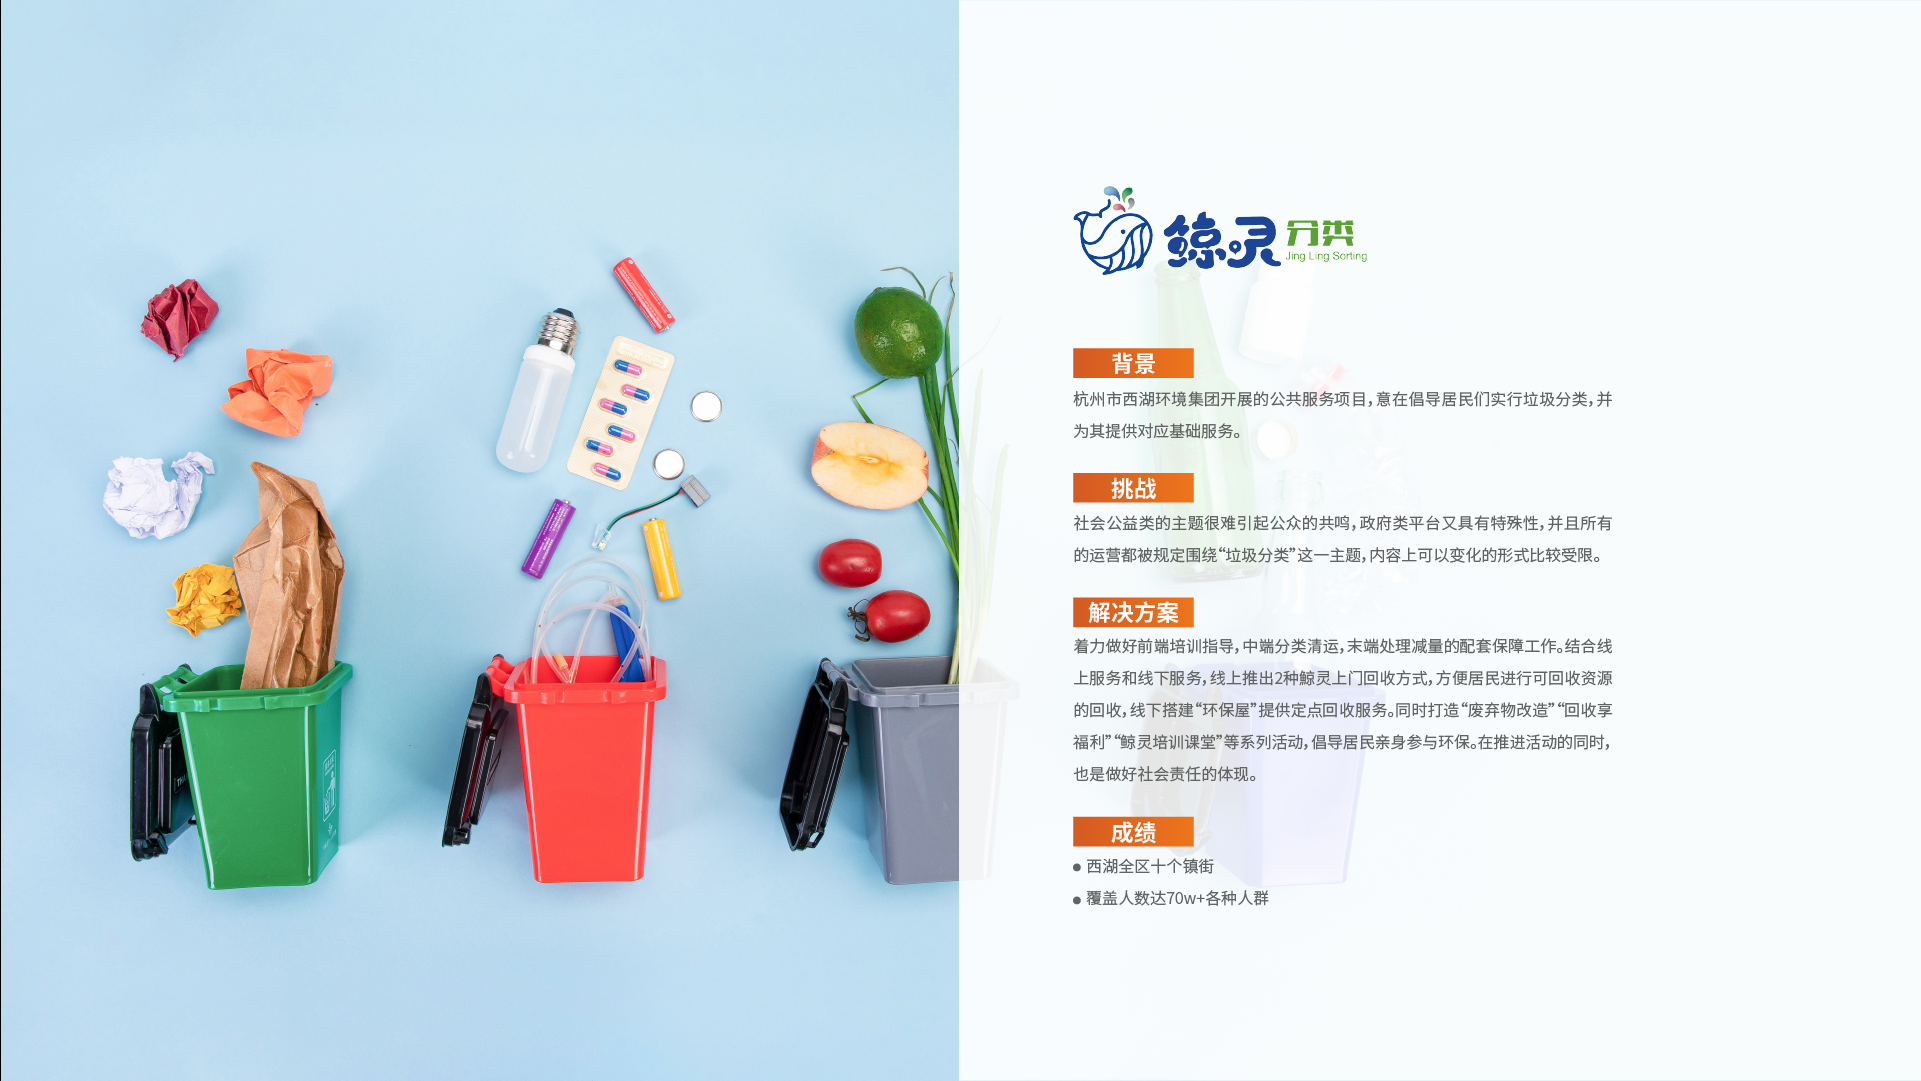 鲸灵 分类
Jing Ling Sorting
背景
杭州市西湖环境集团开展的公共服务项目，意在倡导居民们实行垃圾分类，并
为其提供对应基础服务。
挑战
社会公益类的主题很难引起公众的共鸣，政府类平台又具有特殊性，并且所有
的运营都被规定围绕“垃圾分类”这一主题，内容上可以变化的形式比较受限。
解决方案
着力做好前端培训指导，中端分类清运，末端处理减量的配套保障工作。结合线
上服务和线下服务，线上推出2种鲸灵上门回收方式，方便居民进行可回收资源
的回收，线下搭建“环保屋”提供定点回收服务。同时打造“废弃物改造”“回收享
福利”“鲸灵培训课堂”等系列活动，倡导居民亲身参与环保。在推进活动的同时，
也是做好社会责任的体现。
成绩
● 西湖全区十个镇街
● 覆盖人数达70w+各种人群